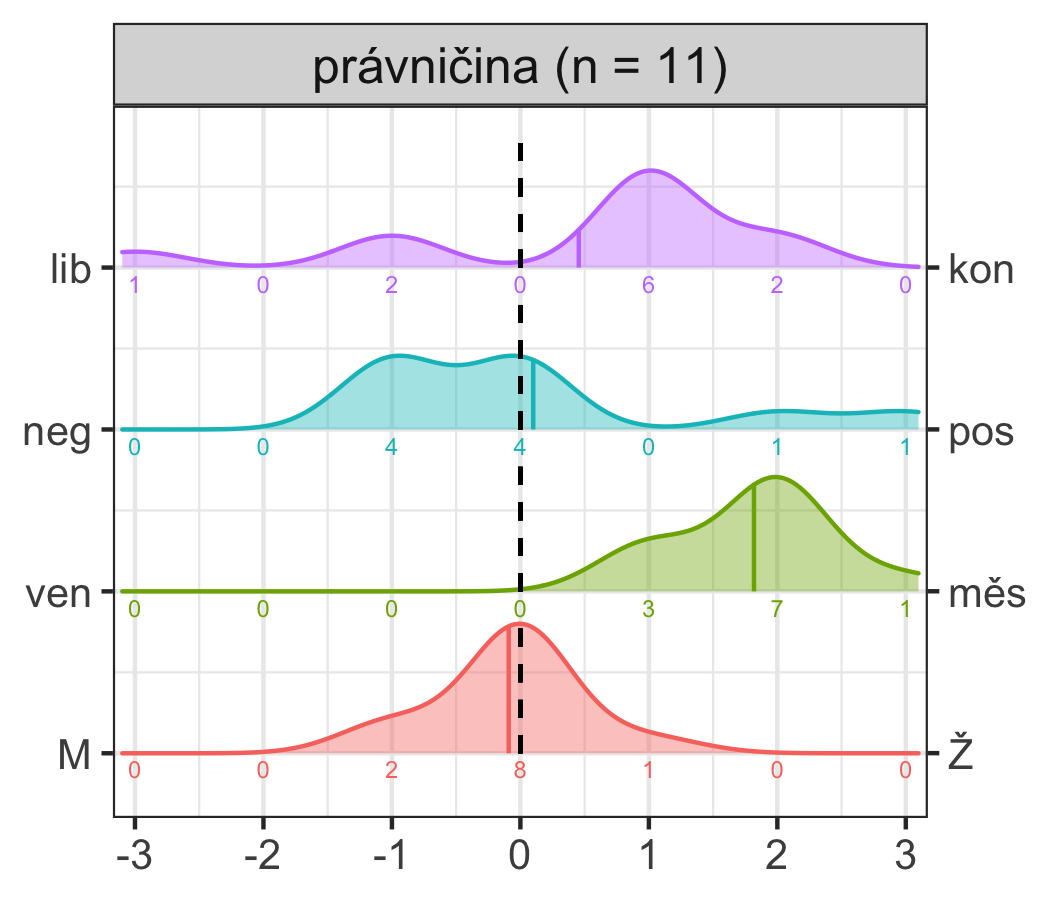 právničina (n = 11)
lib kon
1 0 2 0 6 2 0
neg pos
0 0 4 4 0 1 1
ven měs
0 0 0 0 3 7 1
M Ž
0 0 2 8 1 0 0
-3 -2 -1 0 1 2 3